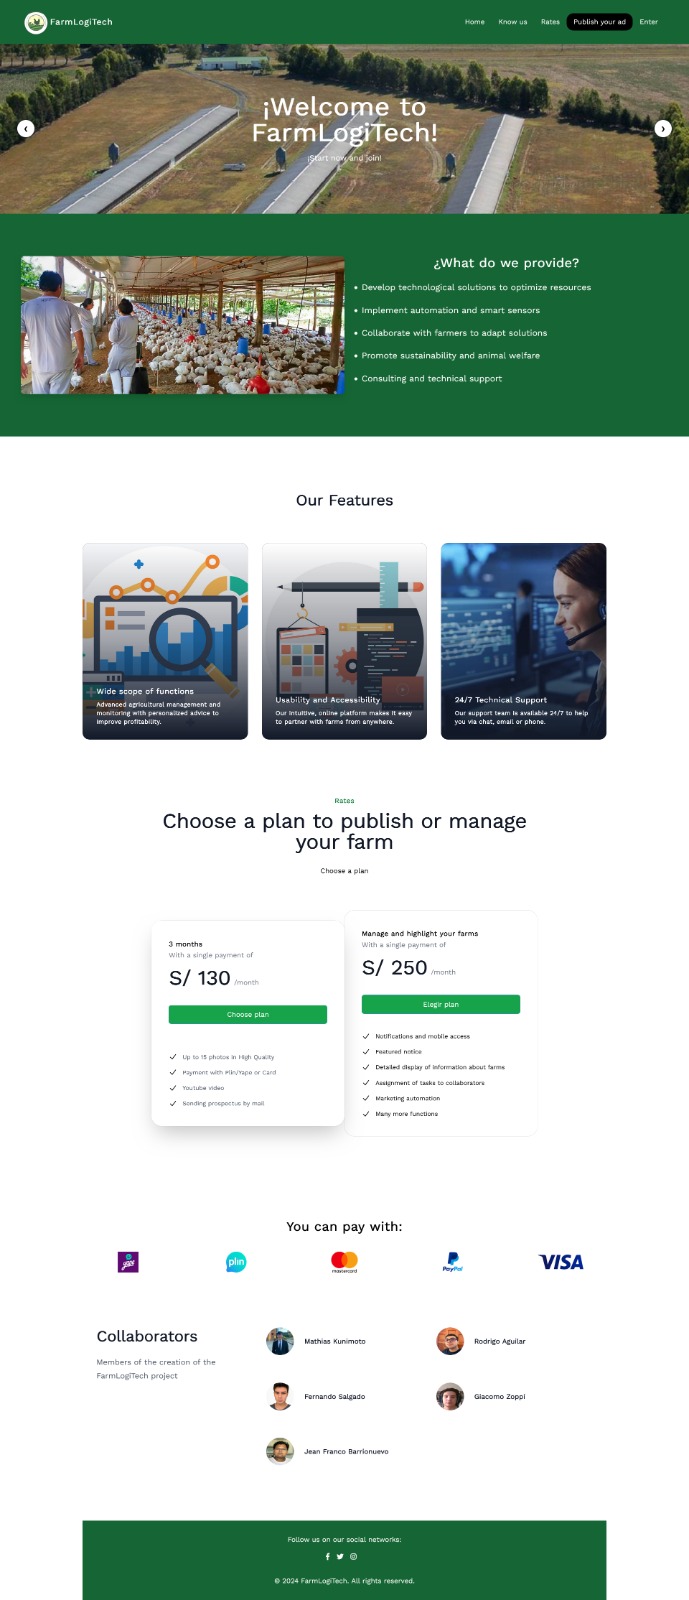 FarmLogiTech
Home Know us Rates Publish your ad Enter
¡Welcome to
FarmLogiTech!
¡Start now and join!
¿What do we provide?
Develop technological solutions to optimize resources
Implement automation and smart sensors
Collaborate with farmers to adapt solutions
Promote sustainability and animal welfare
Consulting and technical support
Our Features
Wide scope of functions
Advanced agricultural management and
monitoring with personalized advice to
improve profitability.
Usability and Accessibility
Our intuitive, online platform makes it easy
to partner with farms from anywhere.
24/7 Technical Support
Our support team is available 24/7 to help
you via chat, email or phone.
Rates
Choose a plan to publish or manage
your farm
Choose a plan
3 months
With a single payment of
S/ 130 /month
Choose plan
Up to 15 photos in High Quality
Payment with Plin/Yape or Card
Youtube video
Sending prospectus by mail
Manage and highlight your farms
With a single payment of
S/ 250 /month
Elegir plan
Notifications and mobile access
Featured notice
Detailed display of information about farms
Assignment of tasks to collaborators
Marketing automation
Many more functions
You can pay with:
yape
plin
mastercard
PayPal
VISA
Collaborators
Members of the creation of the
FarmLogiTech project
Mathias Kunimoto
Rodrigo Aguilar
Fernando Salgado
Giacomo Zoppi
Jean Franco Barrionuevo
Follow us on our social networks:
© 2024 FarmLogiTech. All rights reserved.